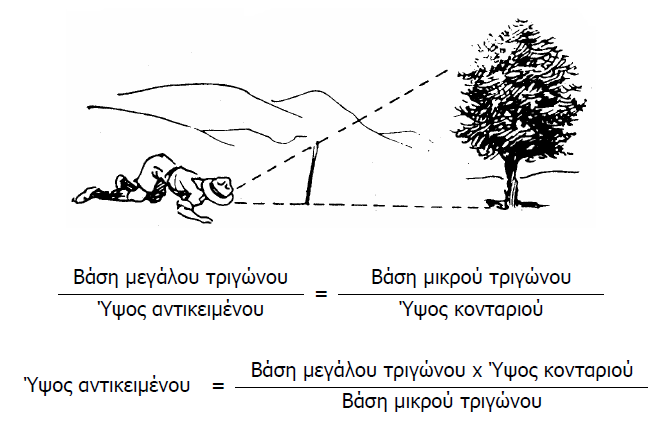 Βάση μεγάλου τριγώνου
Ύψος αντικειμένου
=
Βάση μικρού τριγώνου
Ύψος κονταριού
Ύψος αντικειμένου =
Βάση μεγάλου τριγώνου x Ύψος κονταριού
Βάση μικρού τριγώνου